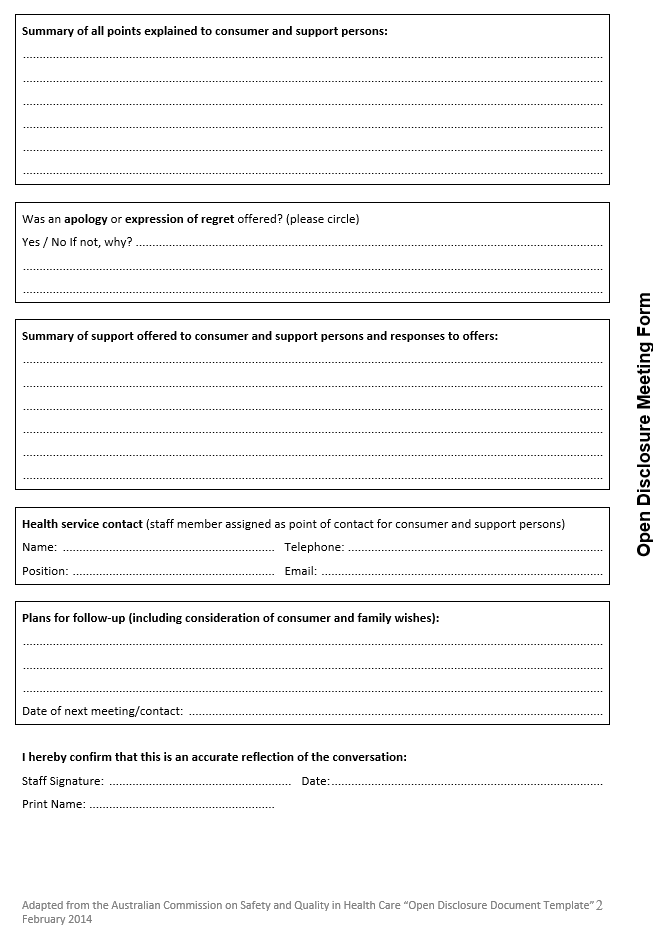 Summary of all points explained to consumer and support persons:
Was an apology or expression of regret offered? (please circle)
Yes / No If not, why?
Summary of support offered to consumer and support persons and responses to offers:
Health service contact (staff member assigned as point of contact for consumer and support persons)
Name: Telephone:
Position: Email:
Plans for follow-up (including consideration of consumer and family wishes):
Date of next meeting/contact:
I hereby confirm that this is an accurate reflection of the conversation:
Staff Signature: Date:
Print Name:
Adapted from the Australian Commission on Safety and Quality in Health Care “Open Disclosure Document Template” 2
February 2014
Open Disclosure Meeting Form